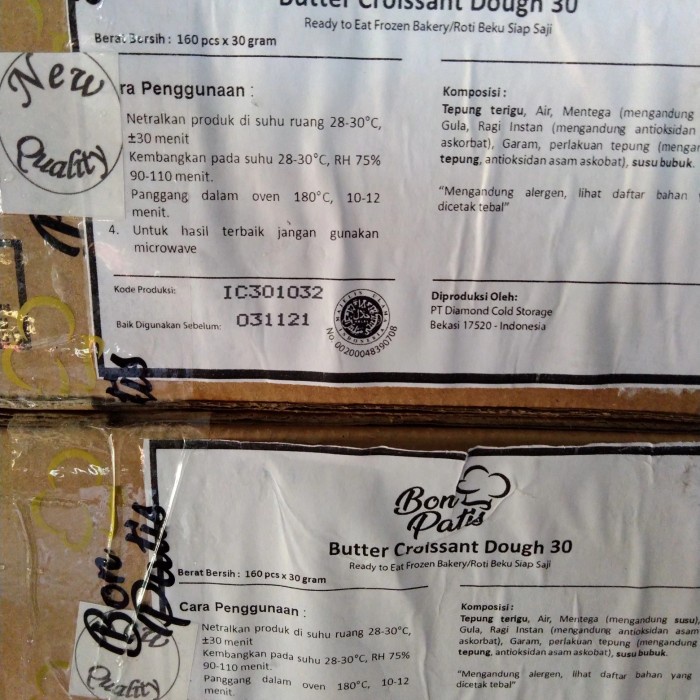 Butter Croissant Dough 30
Ready to Eat Frozen Bakery/Roti Beku Siap Saji
Berat Bersih : 160 pcs x 30 gram
New
Quality
ra Penggunaan :
Netralkan produk di suhu ruang 28-30°C,
±30 menit
Kembangkan pada suhu 28-30°C, RH 75%
90-110 menit.
Panggang dalam oven 180°C, 10-12
menit.
4. Untuk hasil terbaik jangan gunakan
microwave
Komposisi :
Tepung terigu, Air, Mentega (mengandung
Gula, Ragi Instan (mengandung antioksidan
askorbat), Garam, perlakuan tepung (mengan
tepung, antioksidan asam askobat), susu bubuk.
"Mengandung alergen, lihat daftar bahan
dicetak tebal"
Kode Produksi: IC301032
Baik Digunakan Sebelum: 031121
No. 00200048390708
Diproduksi Oleh:
PT Diamond Cold Storage
Bekasi 17520 - Indonesia
tis
Bon
Patis
Butter Croissant Dough 30
Ready to Eat Frozen Bakery/Roti Beku Siap Saji
Berat Bersih : 160 pcs x 30 gram
Bon Patis
Quality
Cara Penggunaan :
Netralkan produk di suhu ruang 28-30°C,
±30 menit
Kembangkan pada suhu 28-30°C, RH 75%
90-110 menit.
Panggang dalam oven 180°C, 10-12
menit.
Komposisi :
Tepung terigu, Air, Mentega (mengandung susu),
Gula, Ragi Instan (mengandung antioksidan asam
askorbat), Garam, perlakuan tepung (mengandung
tepung, antioksidan asam askobat), susu bubuk.
"Mengandung alergen, lihat daftar bahan yang
dicetak tebal"